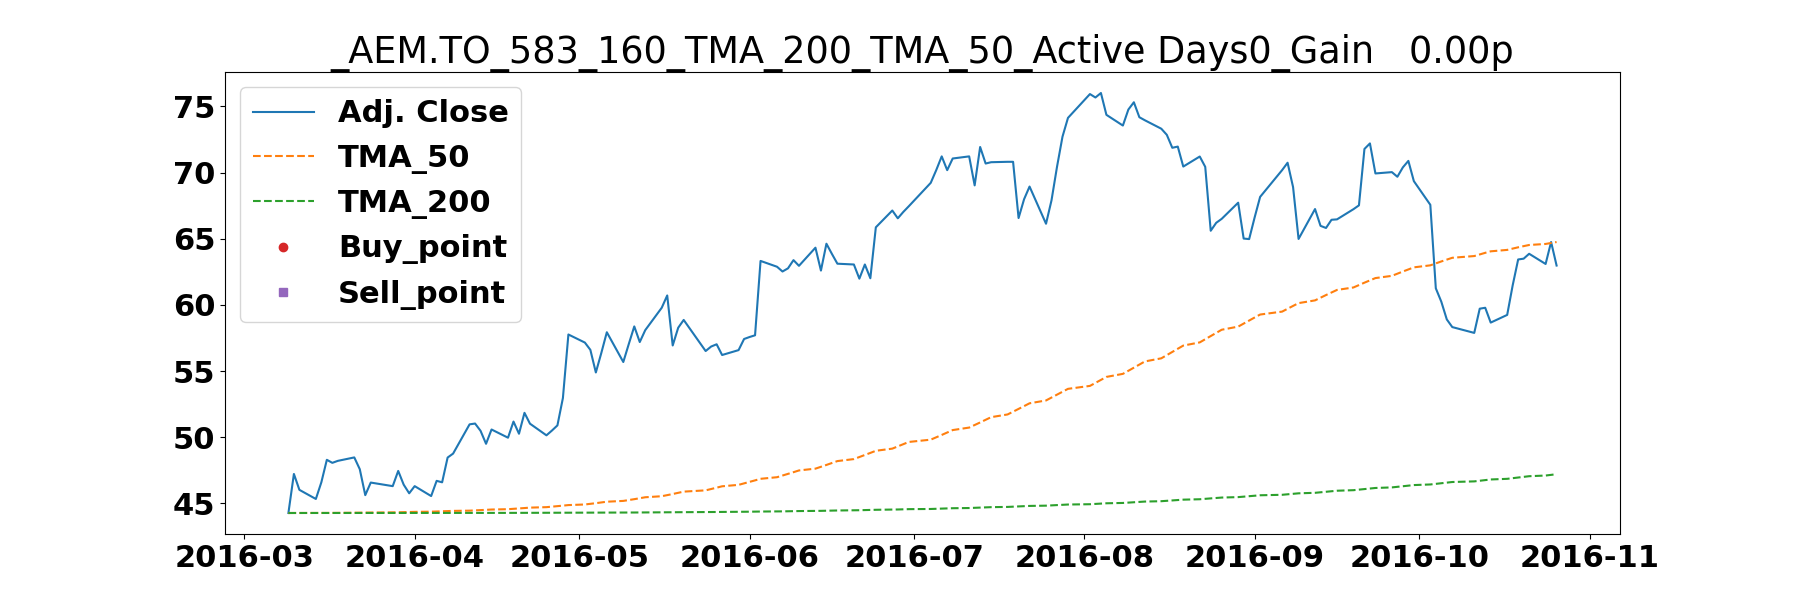 _AEM.TO_583_160_TMA_200_TMA_50_Active Days0_Gain   0.00p
75
70
65
60
55
50
45
Adj. Close
TMA_50
TMA_200
Buy_point
Sell_point
2016-03 2016-04 2016-05 2016-06 2016-07 2016-08 2016-09 2016-10 2016-11